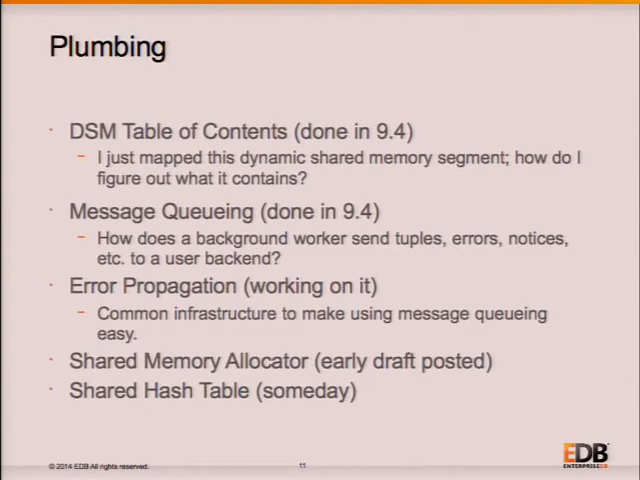 Plumbing
· DSM Table of Contents (done in 9.4)
– I just mapped this dynamic shared memory segment; how do I
figure out what it contains?
· Message Queueing (done in 9.4)
– How does a background worker send tuples, errors, notices,
etc. to a user backend?
· Error Propagation (working on it)
– Common infrastructure to make using message queueing
easy.
· Shared Memory Allocator (early draft posted)
· Shared Hash Table (someday)
© 2014 EDB All rights reserved.
11
EDB
ENTERPRISEDB